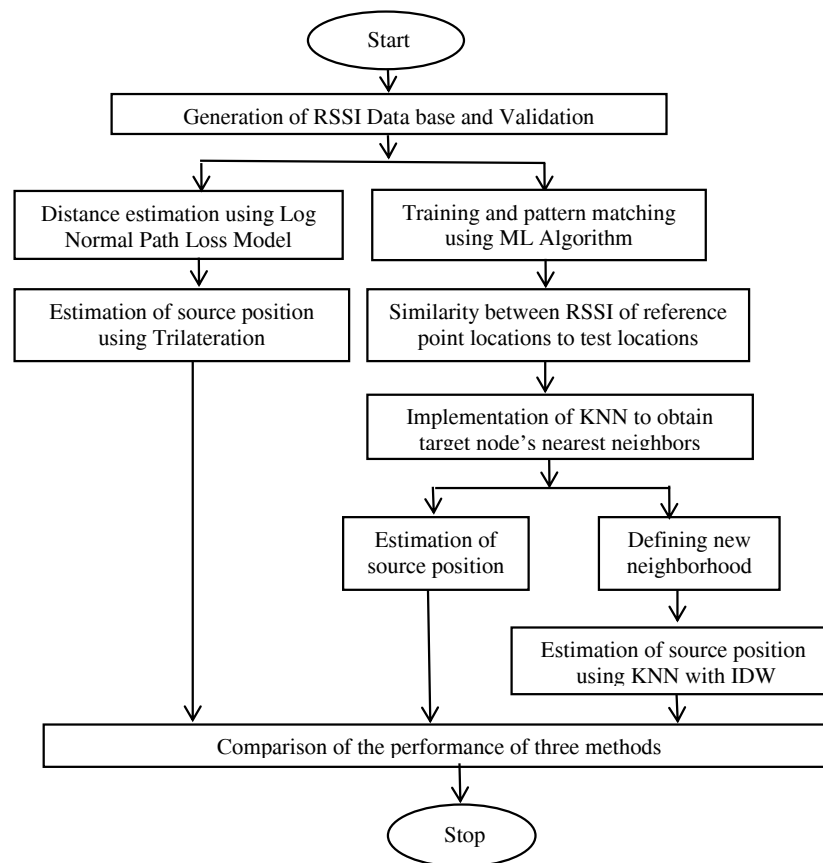 Start
Generation of RSSI Data base and Validation
Distance estimation using Log
Normal Path Loss Model
Training and pattern matching
using ML Algorithm
Estimation of source position
using Trilateration
Similarity between RSSI of reference
point locations to test locations
Implementation of KNN to obtain
target node's nearest neighbors
Estimation of
source position
Defining new
neighborhood
Estimation of source position
using KNN with IDW
Comparison of the performance of three methods
Stop